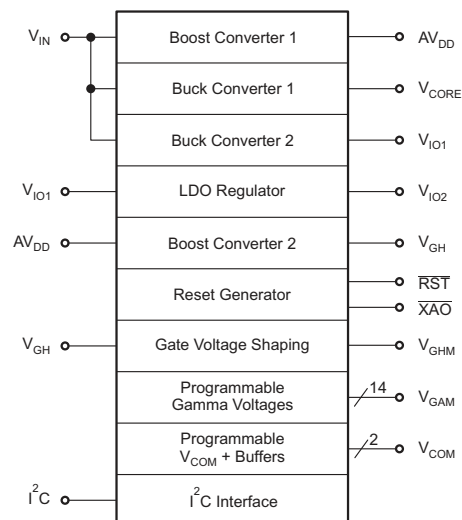 V_IN Boost Converter 1 AV_DD
Buck Converter 1 V_CORE
Buck Converter 2 V_IO1
V_IO1 LDO Regulator V_IO2
AV_DD Boost Converter 2 V_GH
Reset Generator R̅S̅T̅
X̅A̅O̅
V_GH Gate Voltage Shaping V_GHM
Programmable
Gamma Voltages 14 V_GAM
Programmable
V_COM + Buffers 2 V_COM
I²C I²C Interface